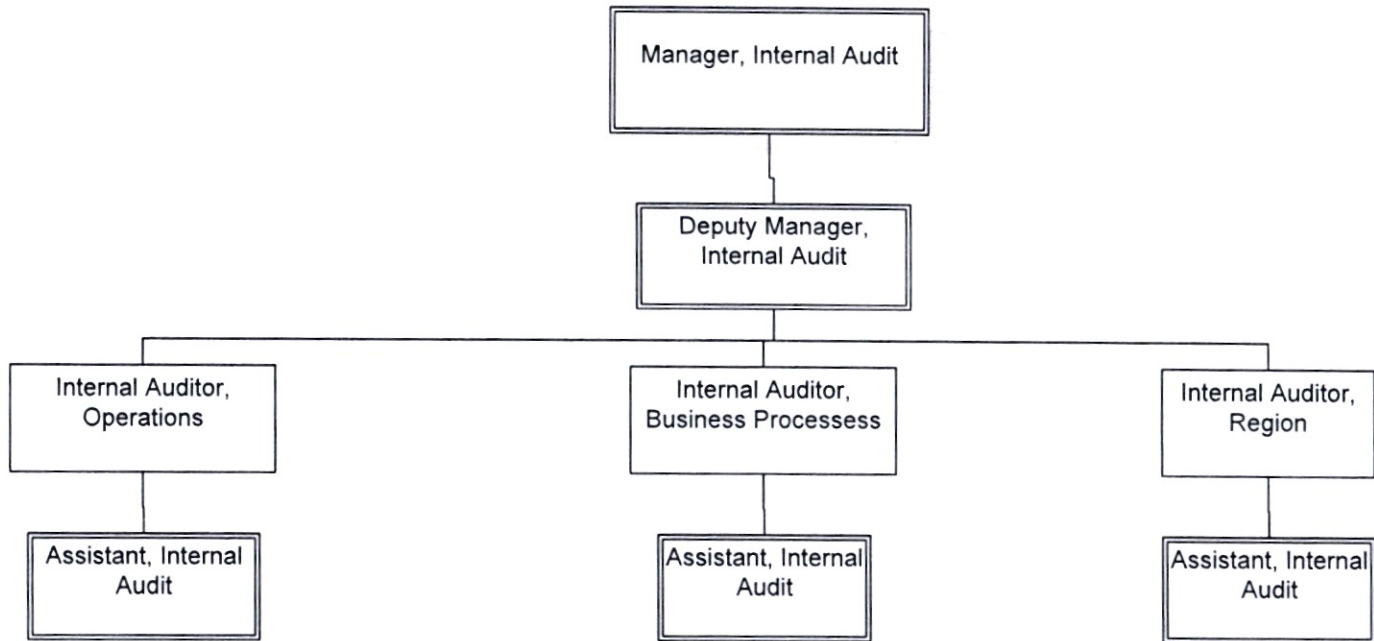 Manager, Internal Audit
Deputy Manager,
Internal Audit
Internal Auditor,
Operations
Internal Auditor,
Business Processess
Internal Auditor,
Region
Assistant, Internal
Audit
Assistant, Internal
Audit
Assistant, Internal
Audit